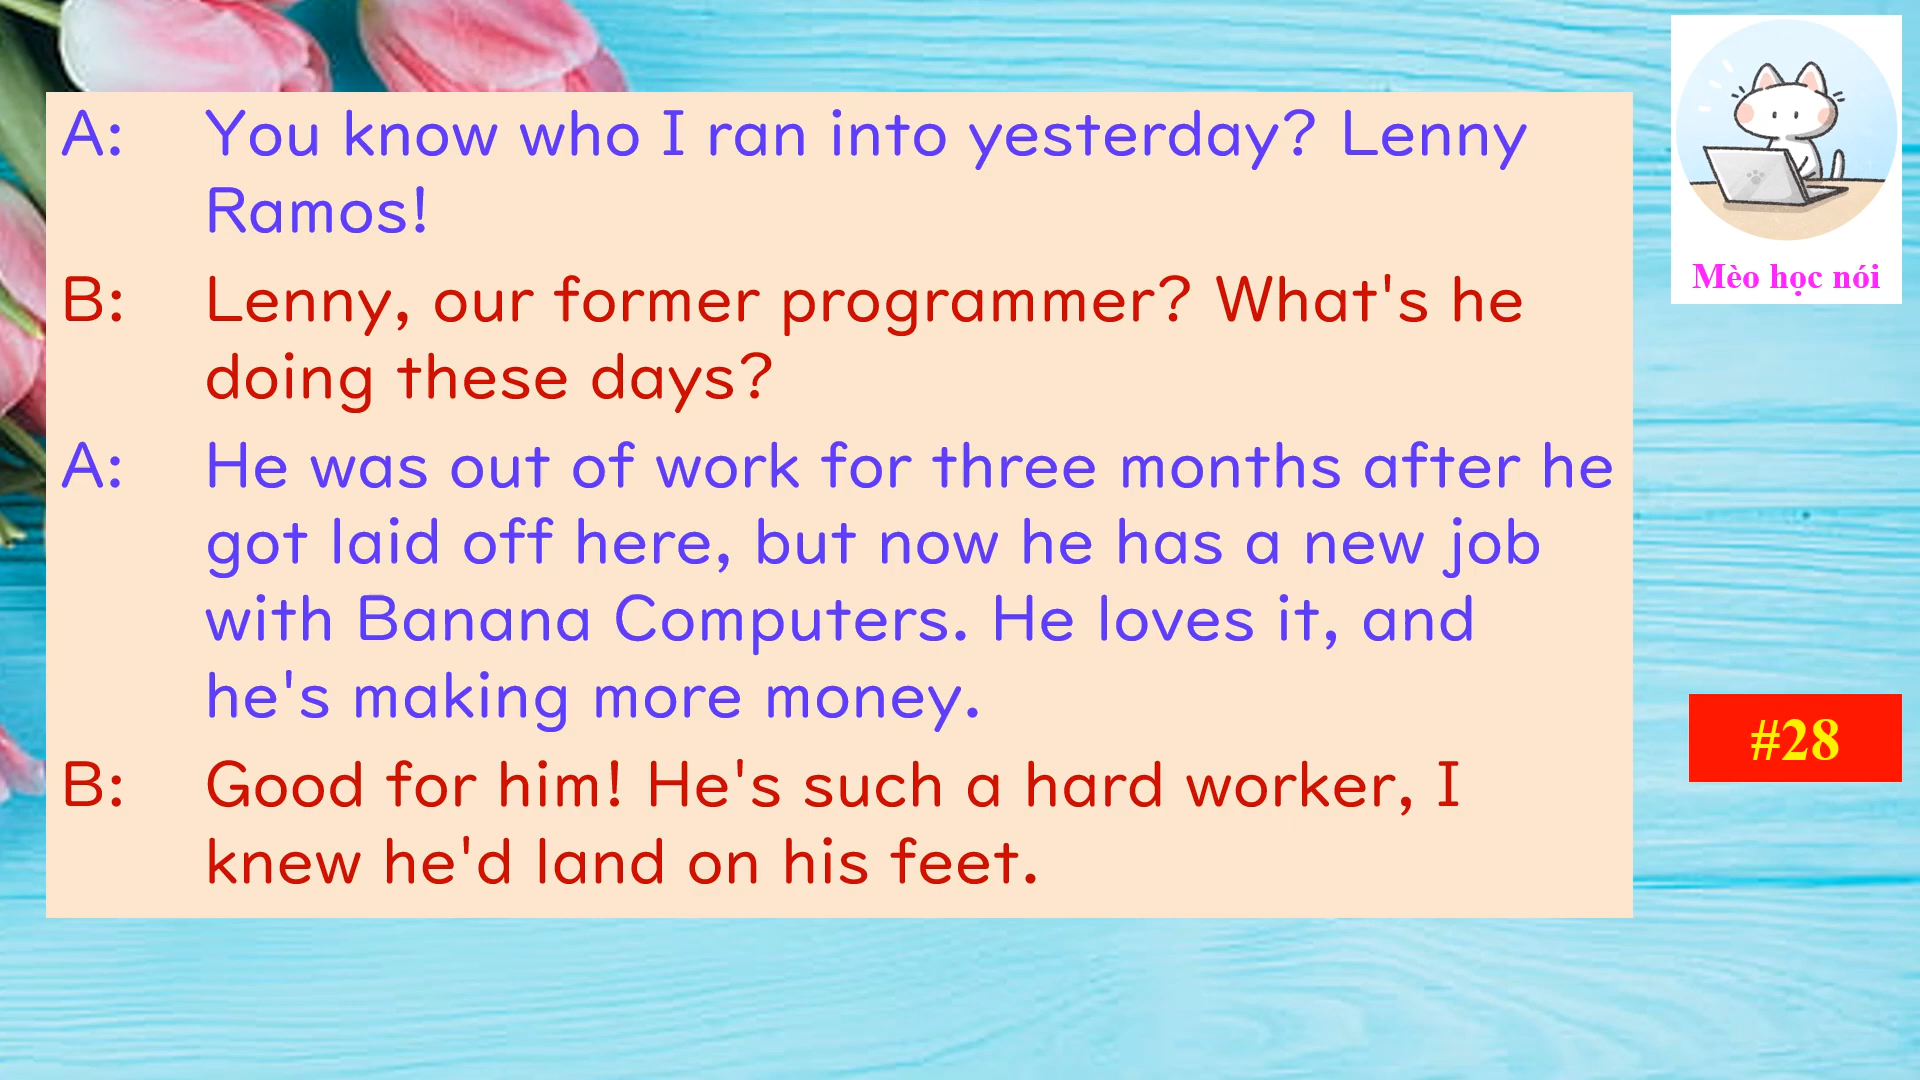 A: You know who I ran into yesterday? Lenny
Ramos!
B: Lenny, our former programmer? What's he
doing these days?
A: He was out of work for three months after he
got laid off here, but now he has a new job
with Banana Computers. He loves it, and
he's making more money.
B: Good for him! He's such a hard worker, I
knew he'd land on his feet.
Mèo học nói
#28